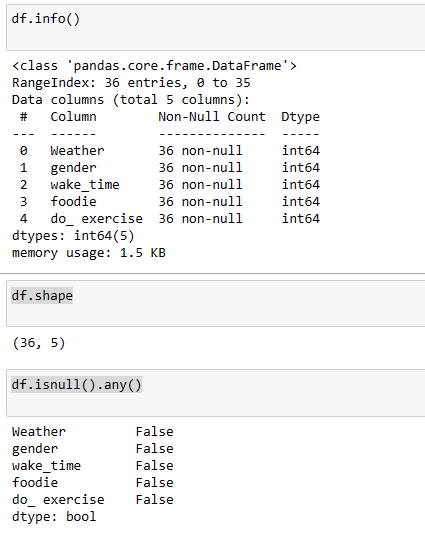 df.info()
<class 'pandas.core.frame.DataFrame'>
RangeIndex: 36 entries, 0 to 35
Data columns (total 5 columns):
 #   Column       Non-Null Count  Dtype
---  ------       --------------  -----
 0   Weather      36 non-null     int64
 1   gender       36 non-null     int64
 2   wake_time    36 non-null     int64
 3   foodie       36 non-null     int64
 4   do_ exercise  36 non-null     int64
dtypes: int64(5)
memory usage: 1.5 KB
df.shape
(36, 5)
df.isnull().any()
Weather         False
gender          False
wake_time       False
foodie          False
do_ exercise    False
dtype: bool